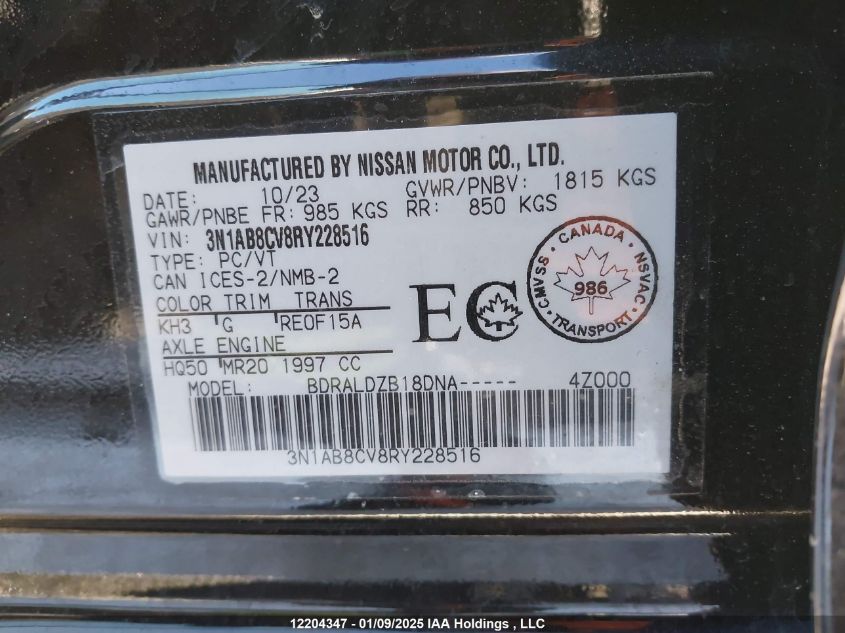 MANUFACTURED BY NISSAN MOTOR CO., LTD.
DATE: 10/23 GVWR/PNBV: 1815 KGS
GAWR/PNBE FR: 985 KGS RR: 850 KGS
VIN: 3N1AB8CV8RY228516
TYPE: PC/VT
CAN ICES-2/NMB-2
COLOR TRIM TRANS
KH3 G RE0F15A
AXLE ENGINE
HQ50 MR20 1997 CC
MODEL: BDRALDZB18DNA----- 4Z000
3N1AB8CV8RY228516
EC
CANADA
CMVSS 986 NSVAC
TRANSPORT
12204347 - 01/09/2025 IAA Holdings, LLC